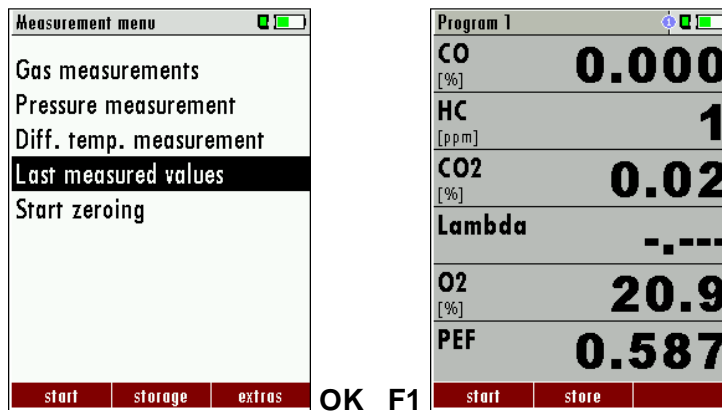 Measurement menu
Gas measurements
Pressure measurement
Diff. temp. measurement
Last measured values
Start zeroing
start storage extras
OK F1
Program 1
CO
[%]
0.000
HC
[ppm]
1
CO2
[%]
0.02
Lambda
-.---
O2
[%]
20.9
PEF
0.587
start store